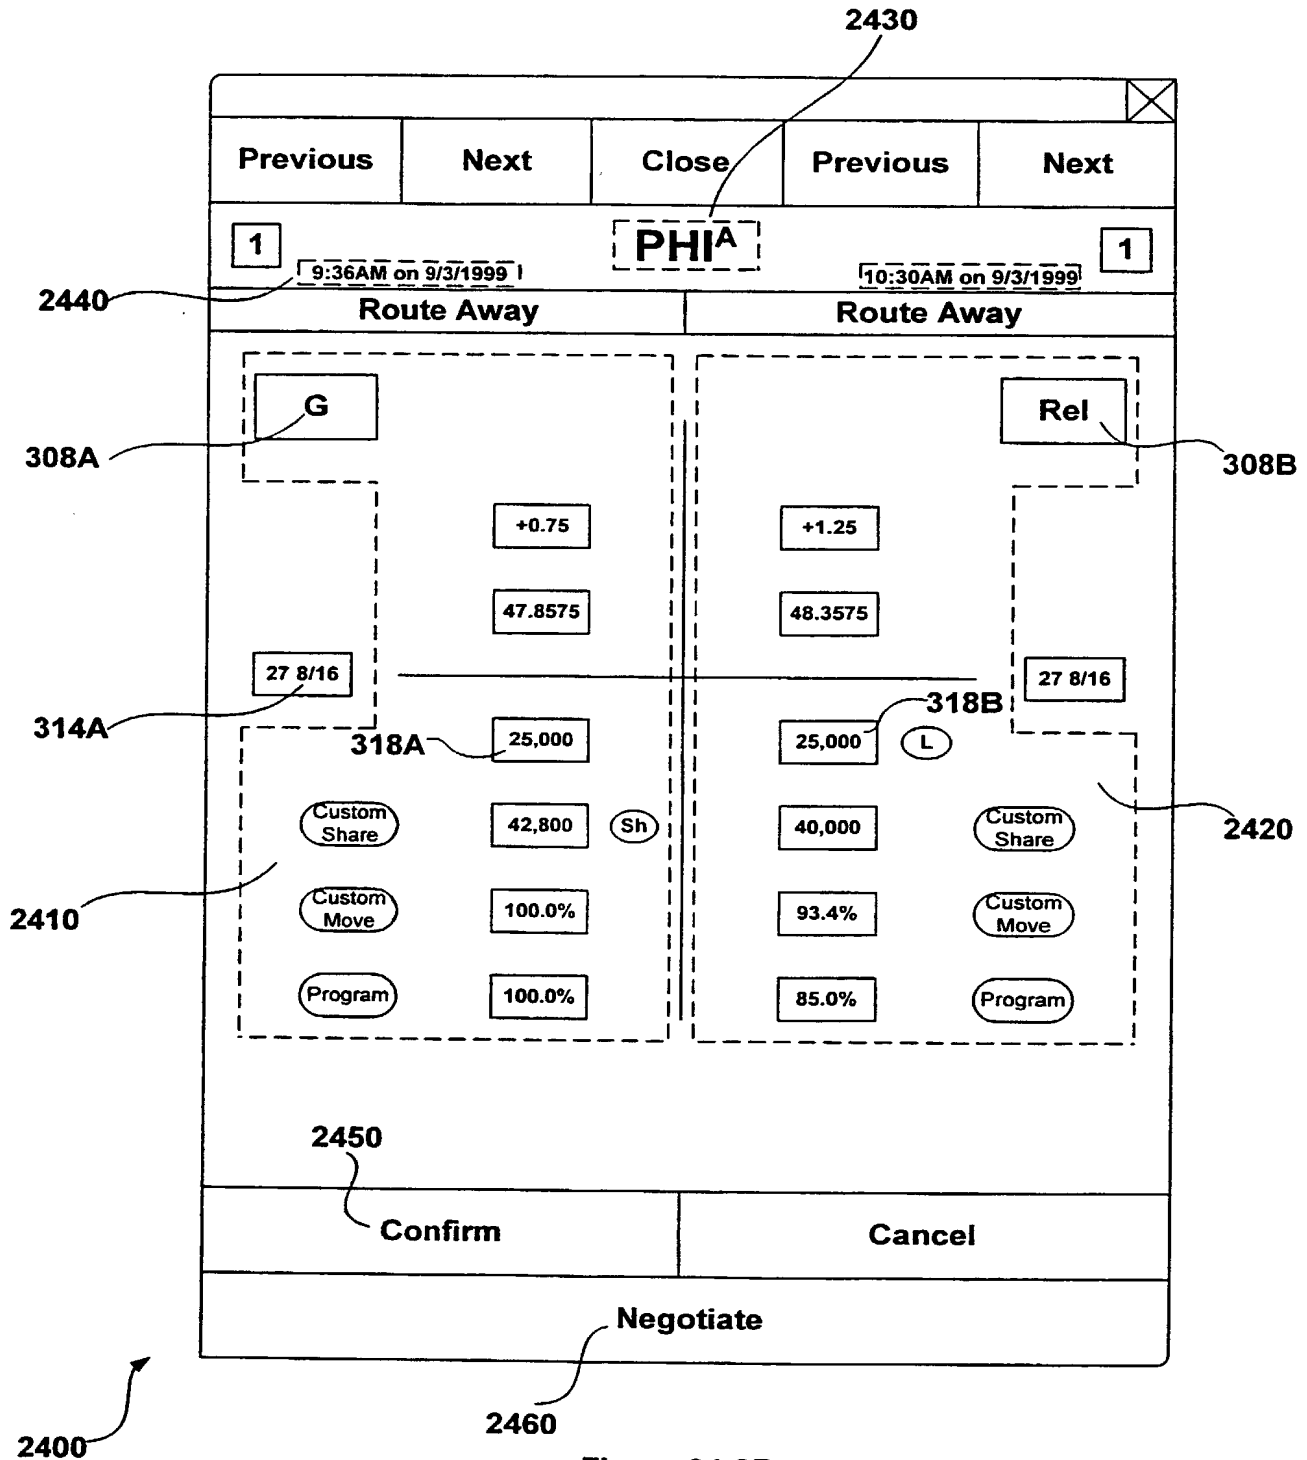 2430
Previous Next Close Previous Next
1 PHIA 1
9:36AM on 9/3/1999 10:30AM on 9/3/1999
2440
Route Away Route Away
G Rel
308A 308B
+0.75 +1.25
47.8575 48.3575
27 8/16 27 8/16
314A 318A 25,000 25,000 318B L
Custom Share 42,800 Sh 40,000 Custom Share
2420
2410 Custom Move 100.0% 93.4% Custom Move
Program 100.0% 85.0% Program
2450
Confirm Cancel
Negotiate
2460
2400